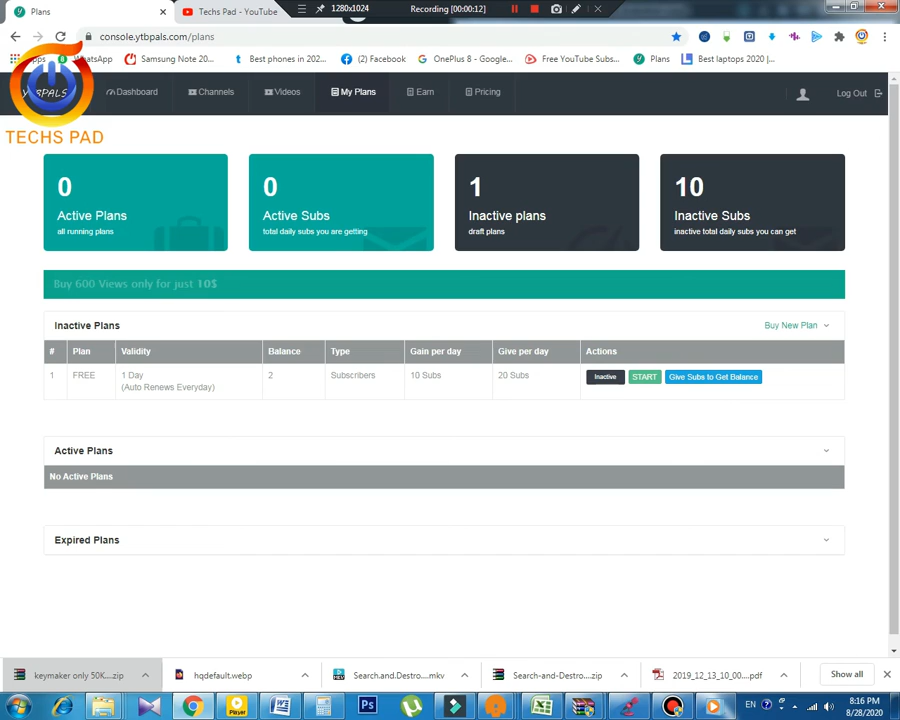 Plans
Techs Pad - YouTube
1280x1024
Recording [00:00:12]
console.ytbpals.com/plans
Apps
WhatsApp
Samsung Note 20...
Best phones in 202...
(2) Facebook
OnePlus 8 - Google...
Free YouTube Subs...
Plans
Best laptops 2020 |...
YTBPALS
Dashboard
Channels
Videos
My Plans
Earn
Pricing
Log Out
TECHS PAD
0
Active Plans
all running plans
0
Active Subs
total daily subs you are getting
1
Inactive plans
draft plans
10
Inactive Subs
inactive total daily subs you can get
Buy 600 Views only for just 10$
Inactive Plans
Buy New Plan
# Plan Validity Balance Type Gain per day Give per day Actions
1 FREE 1 Day 2 Subscribers 10 Subs 20 Subs Inactive START Give Subs to Get Balance
(Auto Renews Everyday)
Active Plans
No Active Plans
Expired Plans
keymaker only 50K....zip
hqdefault.webp
Search.and.Destro....mkv
Search-and-Destro....zip
2019_12_13_10_00....pdf
Show all
Player
Ps
EN
8:16 PM
8/28/2020